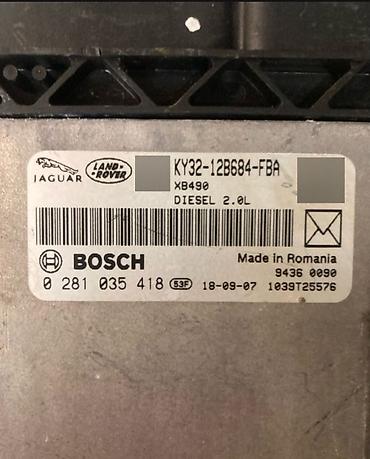 JAGUAR LAND-ROVER KY32-12B684-FBA
XB490
DIESEL 2.0L
BOSCH Made in Romania
9436 0090
0 281 035 418 53F 18-09-07 1039T25576